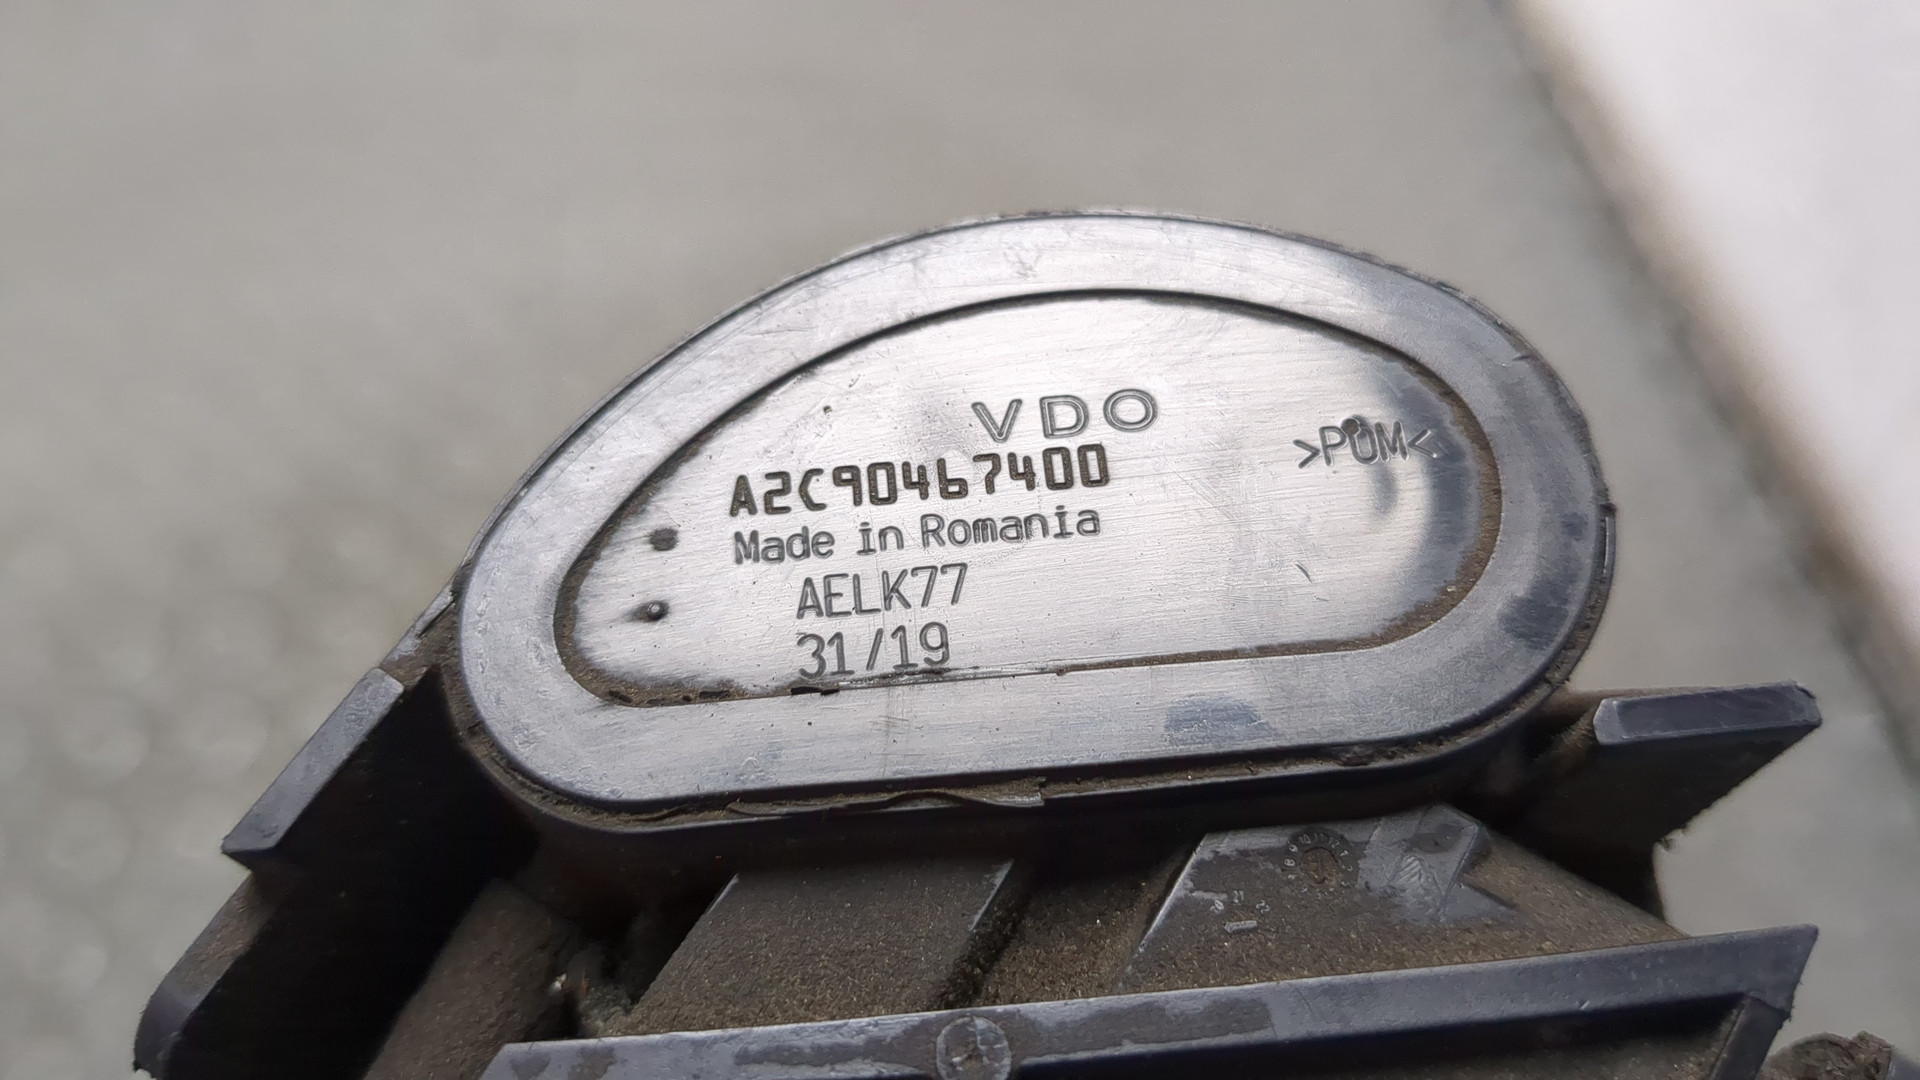 VDO
>POM<
A2C90467400
Made in Romania
AELK77
31/19